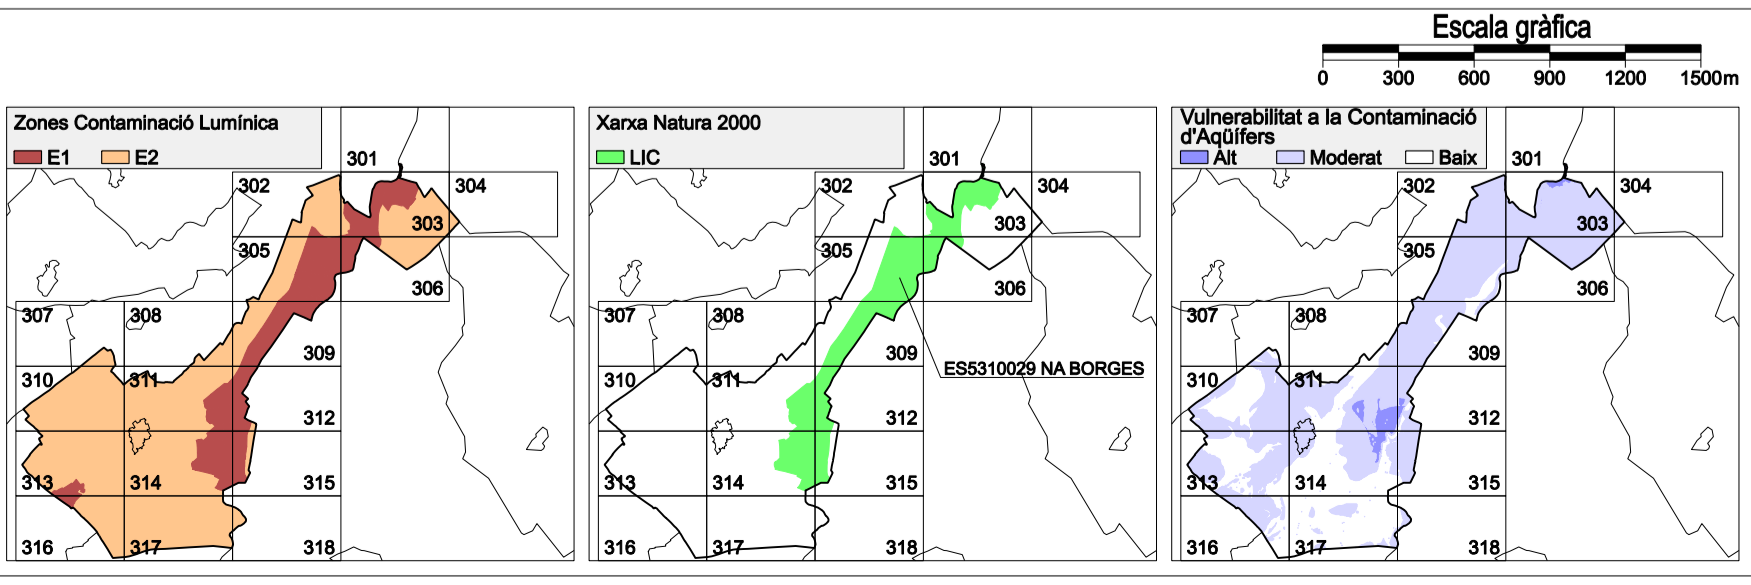 Escala gràfica
0 300 600 900 1200 1500m
Zones Contaminació Lumínica
E1 E2
301
302 304
303
305
306
307 308
309
310 311
312
313 314 315
316 317 318
Xarxa Natura 2000
LIC
301
302 304
303
305
306
307 308
309
ES5310029 NA BORGES
310 311
312
313 314 315
316 317 318
Vulnerabilitat a la Contaminació
d'Aqüífers
Alt Moderat Baix
301
302 304
303
305
306
307 308
309
310 311
312
313 314 315
316 317 318